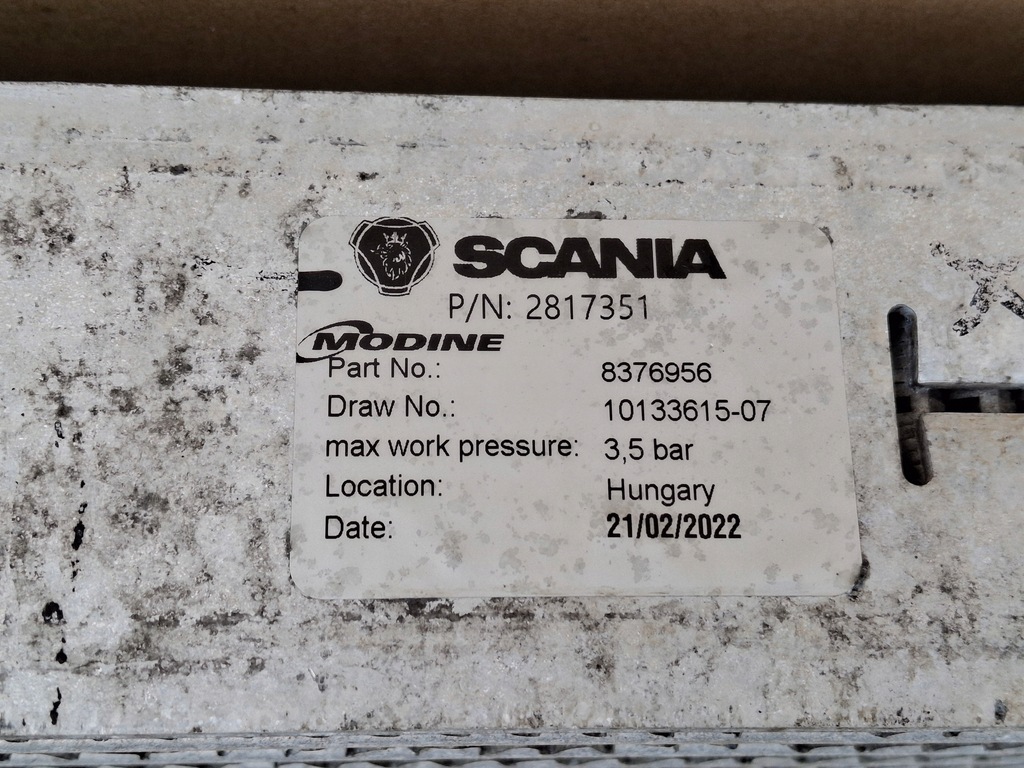 SCANIA
P/N: 2817351
MODINE
Part No.: 8376956
Draw No.: 10133615-07
max work pressure: 3,5 bar
Location: Hungary
Date: 21/02/2022